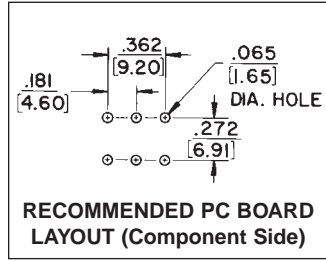 .362
[9.20]
.065
[1.65]
DIA. HOLE
.181
[4.60]
.272
[6.91]
RECOMMENDED PC BOARD
LAYOUT (Component Side)